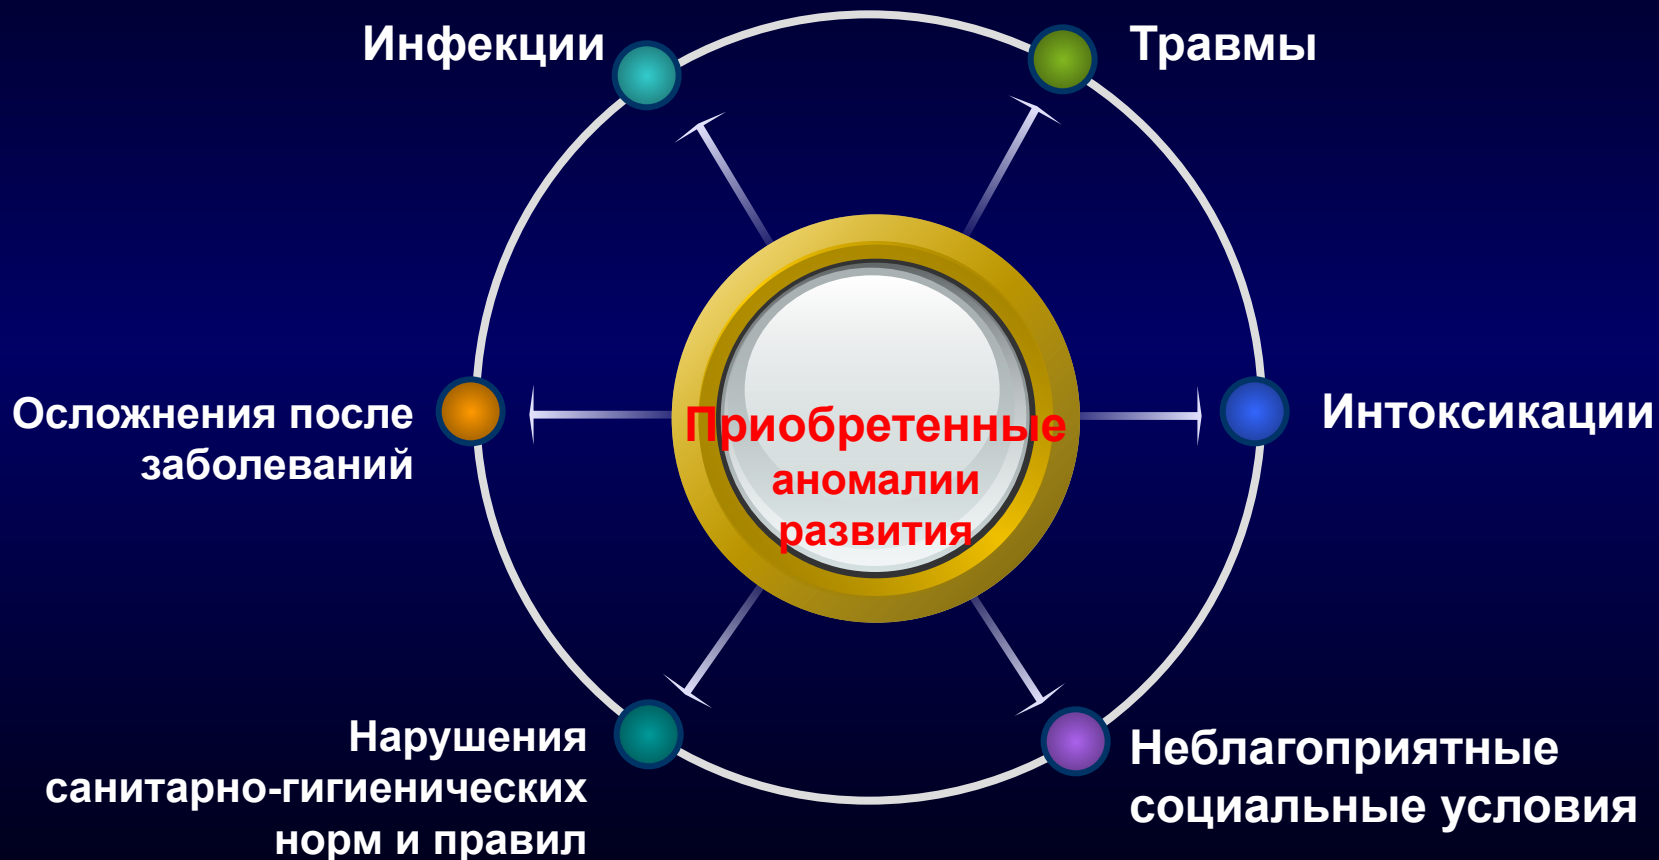 Инфекции
Травмы
Осложнения после
заболеваний
Приобретенные
аномалии
развития
Интоксикации
Нарушения
санитарно-гигиенических
норм и правил
Неблагоприятные
социальные условия